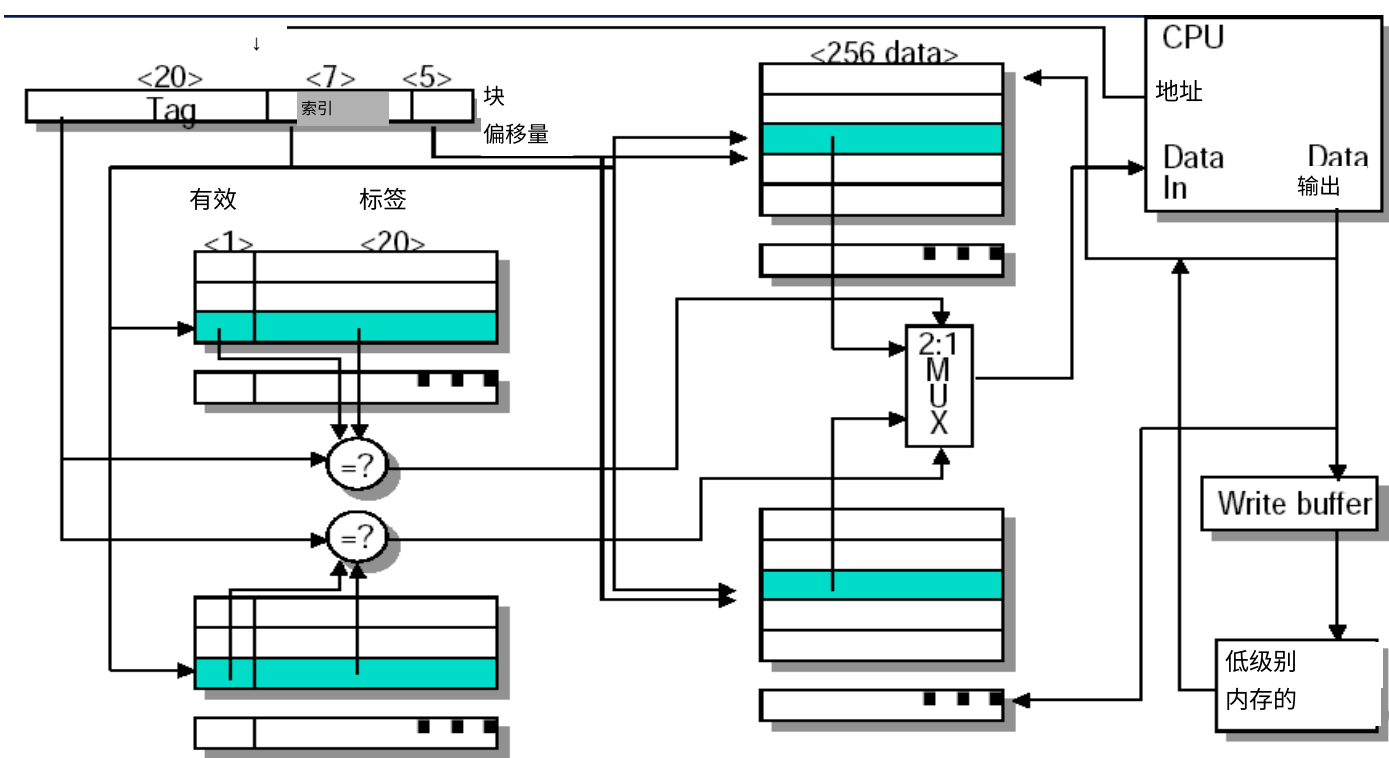 ↓
<20>
<7>
<5>
Tag
索引
块
偏移量
有效
标签
<1>
<20>
=?
=?
<256 data>
2:1
M
U
X
CPU
地址
Data
In
Data
输出
Write buffer
低级别
内存的